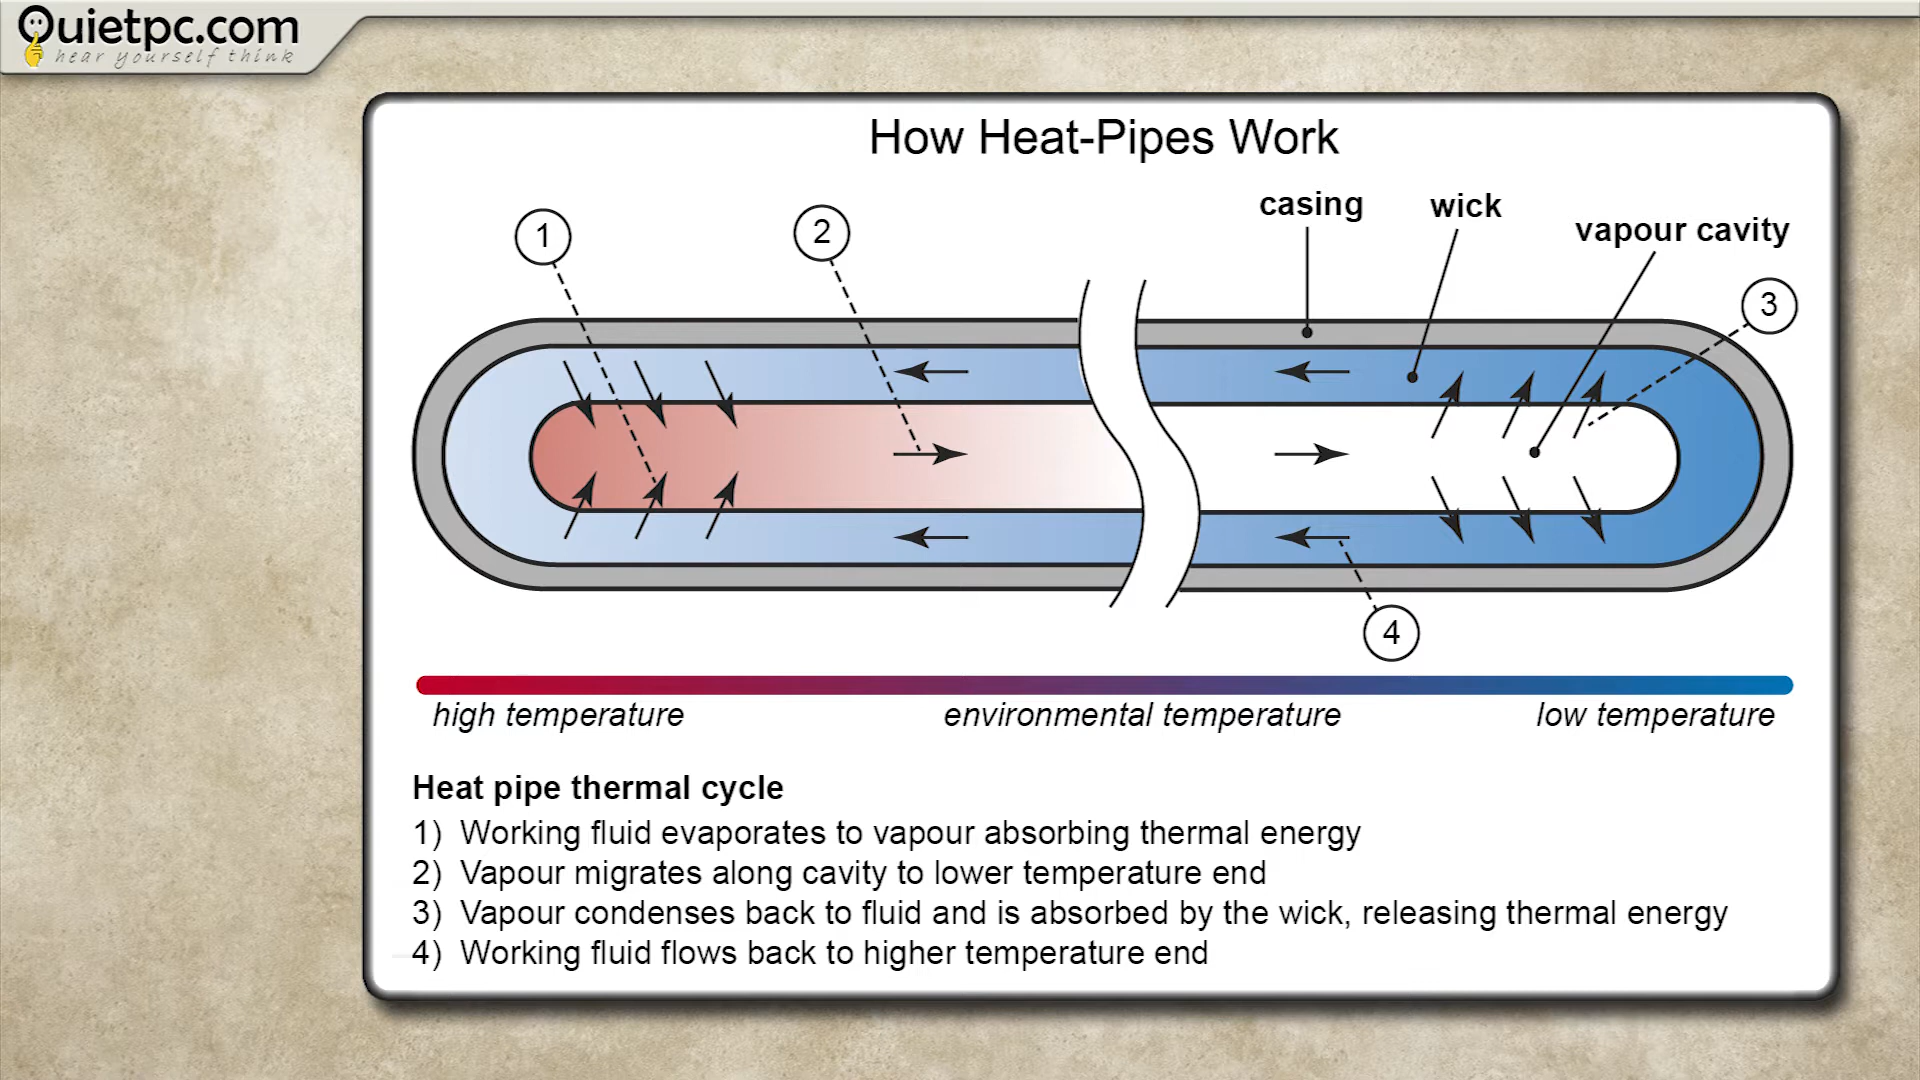 Quietpc.com
hear yourself think
How Heat-Pipes Work
casing
wick
vapour cavity
1
2
3
4
high temperature
environmental temperature
low temperature
Heat pipe thermal cycle
1) Working fluid evaporates to vapour absorbing thermal energy
2) Vapour migrates along cavity to lower temperature end
3) Vapour condenses back to fluid and is absorbed by the wick, releasing thermal energy
4) Working fluid flows back to higher temperature end